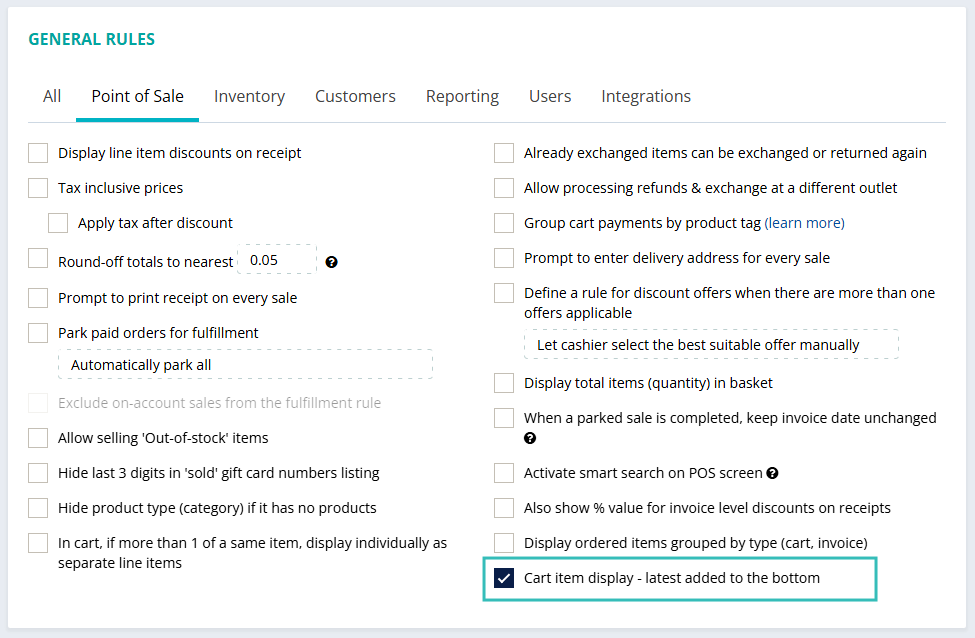 GENERAL RULES
All Point of Sale Inventory Customers Reporting Users Integrations
Display line item discounts on receipt
Tax inclusive prices
Apply tax after discount
Round-off totals to nearest 0.05 ?
Prompt to print receipt on every sale
Park paid orders for fulfillment
Automatically park all
Exclude on-account sales from the fulfillment rule
Allow selling 'Out-of-stock' items
Hide last 3 digits in 'sold' gift card numbers listing
Hide product type (category) if it has no products
In cart, if more than 1 of a same item, display individually as
separate line items
Already exchanged items can be exchanged or returned again
Allow processing refunds & exchange at a different outlet
Group cart payments by product tag (learn more)
Prompt to enter delivery address for every sale
Define a rule for discount offers when there are more than one
offers applicable
Let cashier select the best suitable offer manually
Display total items (quantity) in basket
When a parked sale is completed, keep invoice date unchanged
?
Activate smart search on POS screen ?
Also show % value for invoice level discounts on receipts
Display ordered items grouped by type (cart, invoice)
Cart item display - latest added to the bottom